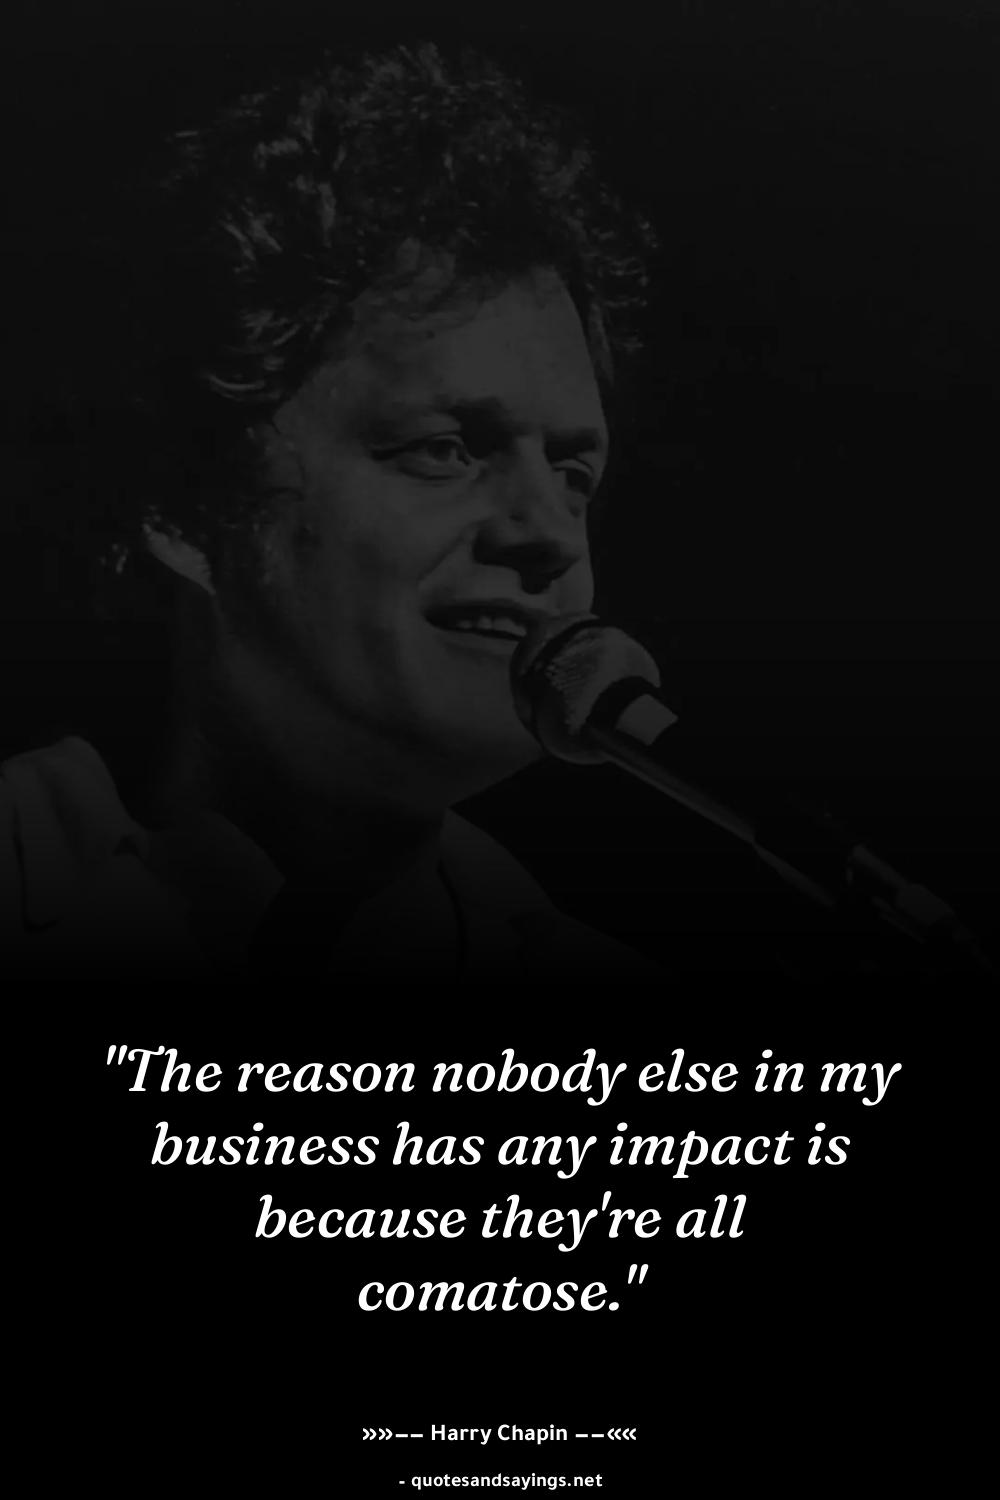 "The reason nobody else in my
business has any impact is
because they're all
comatose."
»»−− Harry Chapin −−««
- quotesandsayings.net